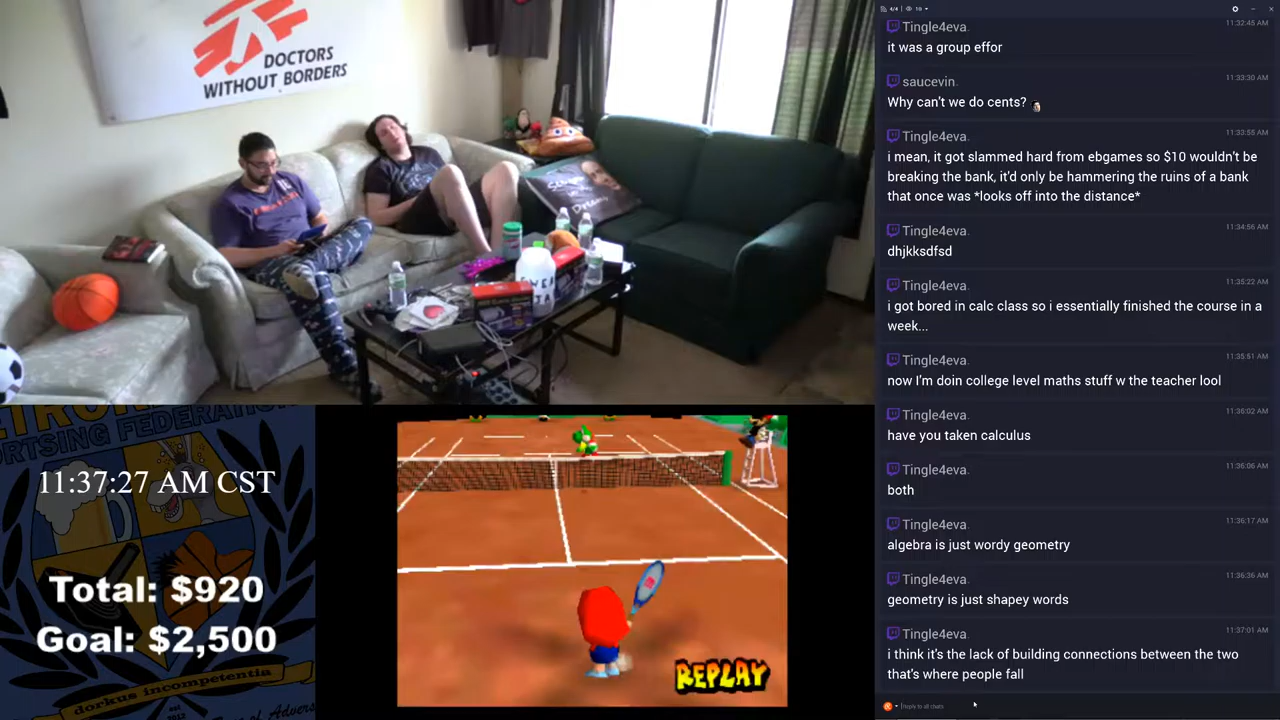 DOCTORS
WITHOUT BORDERS
11:37:27 AM CST
Total: $920
Goal: $2,500
dorkus incompetentia
REPLAY
4/4
Tingle4eva.
11:32:45 AM
it was a group effor
saucevin.
11:33:30 AM
Why can't we do cents?
Tingle4eva.
11:33:55 AM
i mean, it got slammed hard from ebgames so $10 wouldn't be
breaking the bank, it'd only be hammering the ruins of a bank
that once was *looks off into the distance*
Tingle4eva.
11:34:56 AM
dhjkksdfsd
Tingle4eva.
11:35:22 AM
i got bored in calc class so i essentially finished the course in a
week...
Tingle4eva.
11:35:51 AM
now I'm doin college level maths stuff w the teacher lool
Tingle4eva.
11:36:02 AM
have you taken calculus
Tingle4eva.
11:36:06 AM
both
Tingle4eva.
11:36:17 AM
algebra is just wordy geometry
Tingle4eva.
11:36:36 AM
geometry is just shapey words
Tingle4eva.
11:37:01 AM
i think it's the lack of building connections between the two
that's where people fall
Reply to all chats